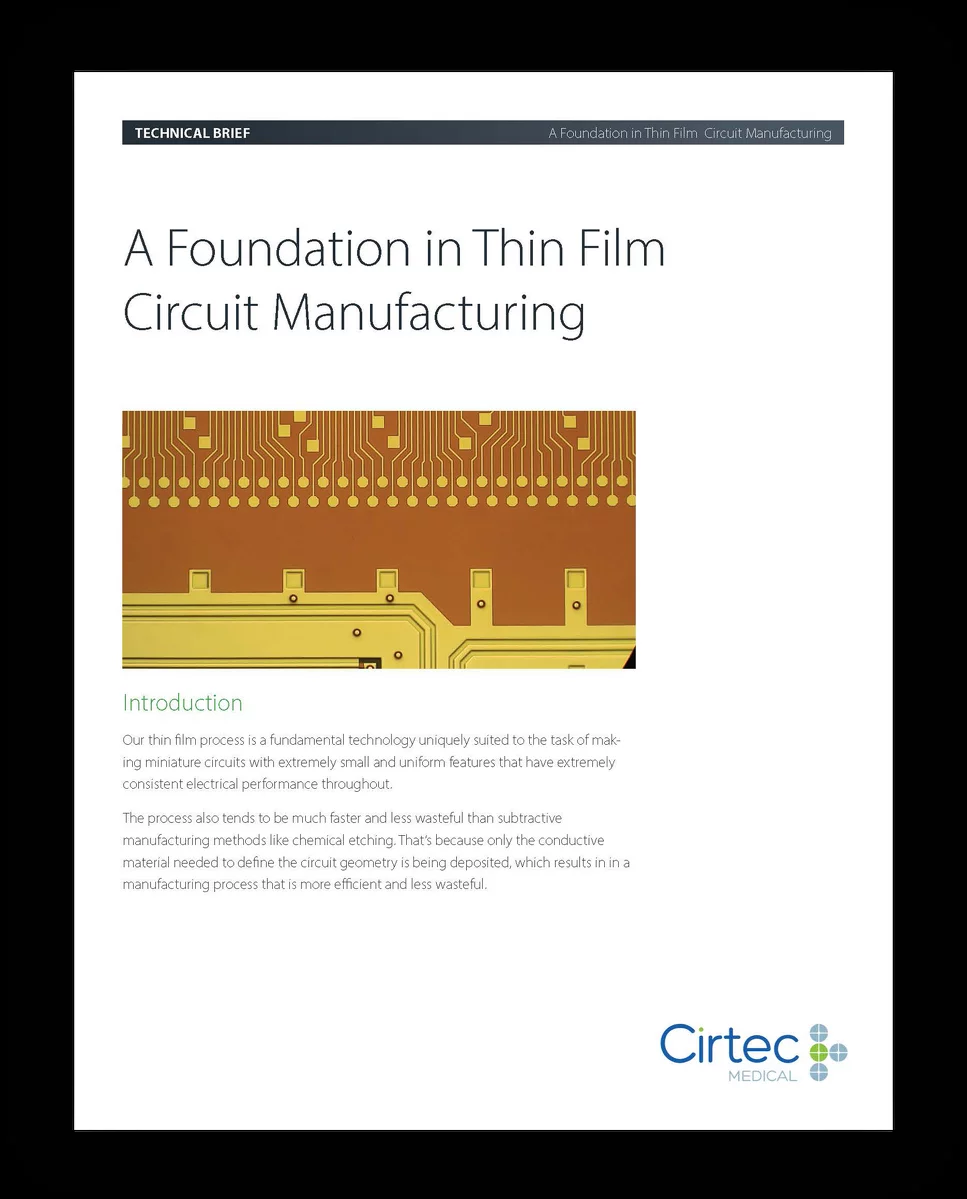 TECHNICAL BRIEF A Foundation in Thin Film Circuit Manufacturing
A Foundation in Thin Film
Circuit Manufacturing
Introduction
Our thin film process is a fundamental technology uniquely suited to the task of mak-
ing miniature circuits with extremely small and uniform features that have extremely
consistent electrical performance throughout.
The process also tends to be much faster and less wasteful than subtractive
manufacturing methods like chemical etching. That's because only the conductive
material needed to define the circuit geometry is being deposited, which results in in a
manufacturing process that is more efficient and less wasteful.
Cirtec
MEDICAL